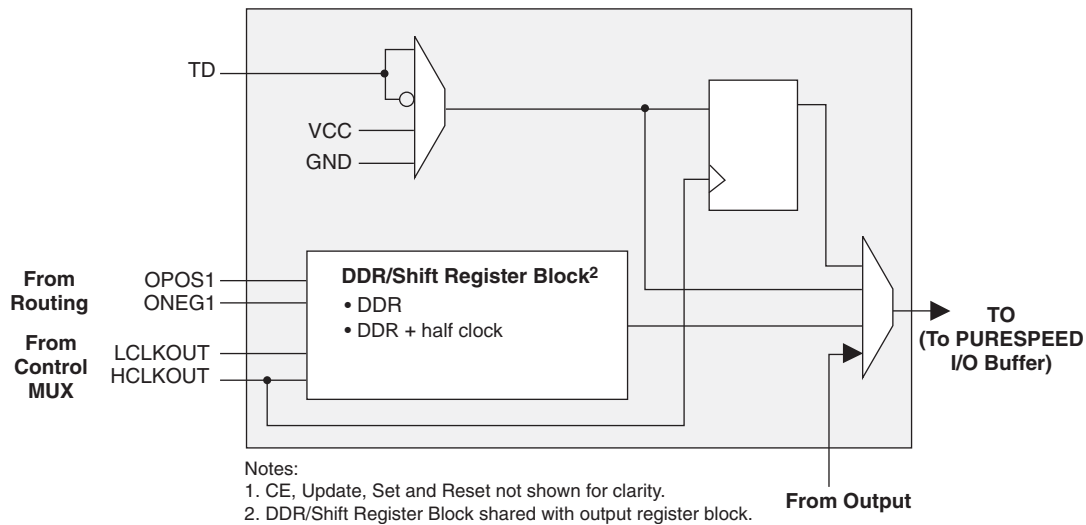 TD
VCC
GND
From
Routing
OPOS1
ONEG1
From
Control
MUX
LCLKOUT
HCLKOUT
DDR/Shift Register Block2
• DDR
• DDR + half clock
TO
(To PURESPEED
I/O Buffer)
From Output
Notes:
1. CE, Update, Set and Reset not shown for clarity.
2. DDR/Shift Register Block shared with output register block.